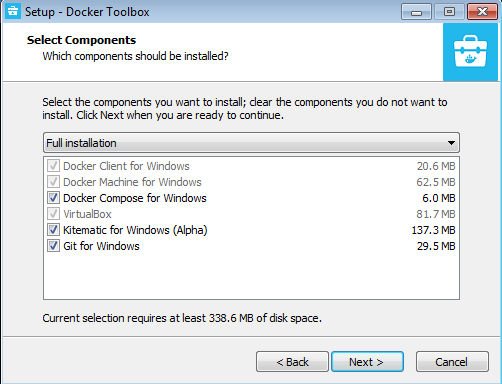 Setup - Docker Toolbox
Select Components
Which components should be installed?
Select the components you want to install; clear the components you do not want to
install. Click Next when you are ready to continue.
Full installation
Docker Client for Windows 20.6 MB
Docker Machine for Windows 62.5 MB
Docker Compose for Windows 6.0 MB
VirtualBox 81.7 MB
Kitematic for Windows (Alpha) 137.3 MB
Git for Windows 29.5 MB
Current selection requires at least 338.6 MB of disk space.
< Back Next > Cancel